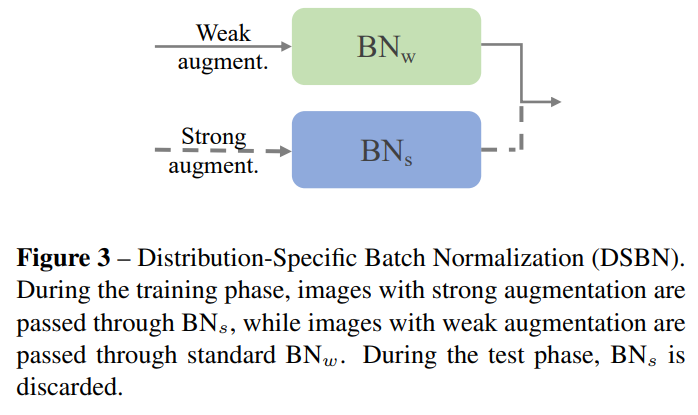 Weak
augment.
BNw
Strong
augment.
BNs
Figure 3 – Distribution-Specific Batch Normalization (DSBN).
During the training phase, images with strong augmentation are
passed through BNs, while images with weak augmentation are
passed through standard BNw. During the test phase, BNs is
discarded.